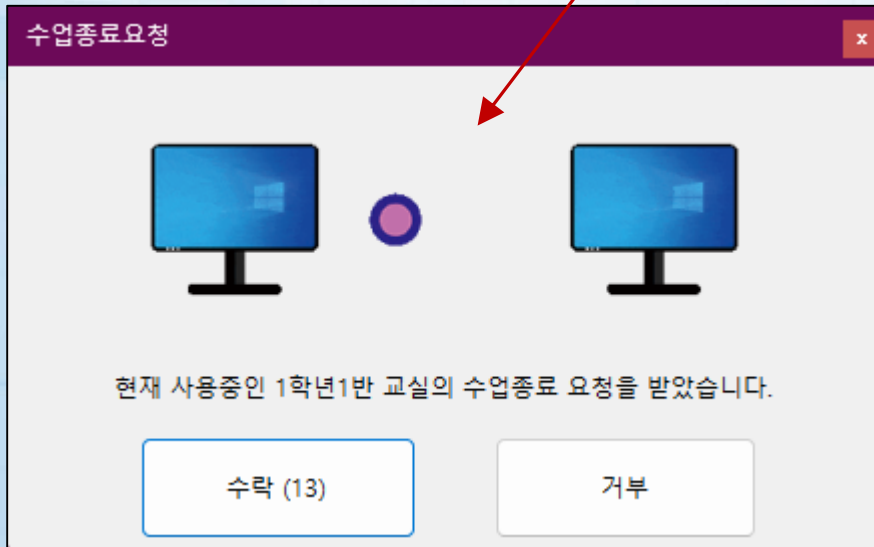 수업종료요청
x
현재 사용중인 1학년1반 교실의 수업종료 요청을 받았습니다.
수락 (13)
거부